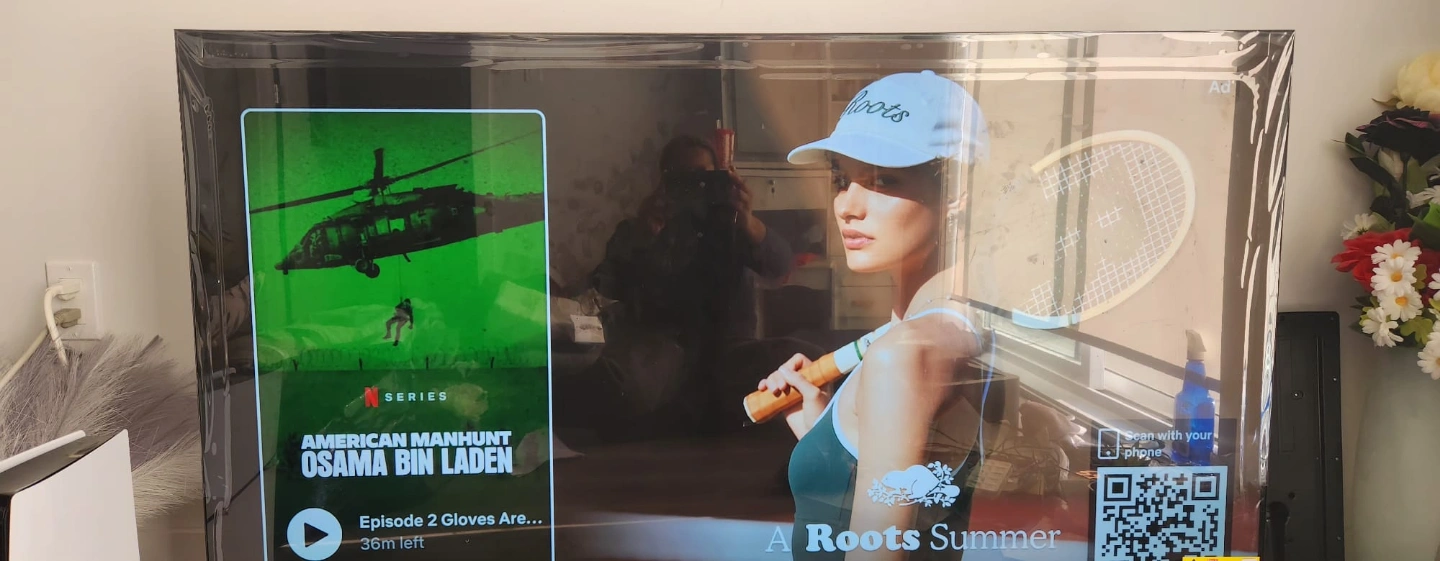 Ad
Roots
N SERIES
AMERICAN MANHUNT
OSAMA BIN LADEN
Episode 2 Gloves Are...
36m left
A Roots Summer
Scan with your
phone